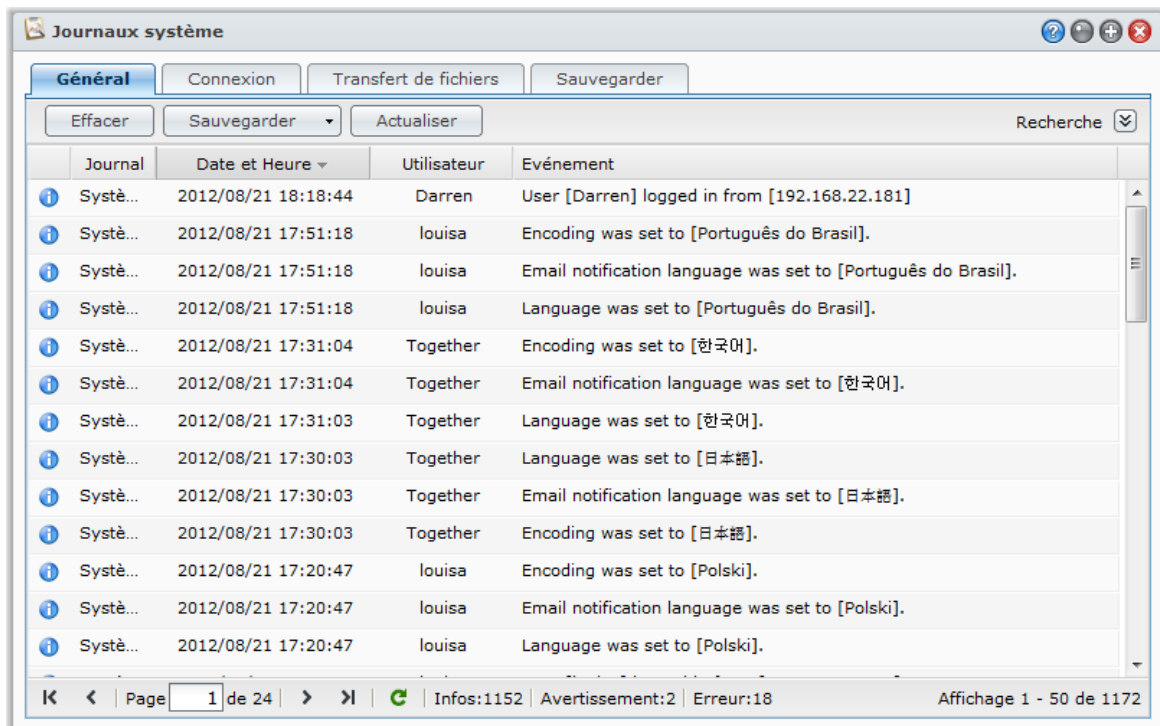 Journaux système
Général Connexion Transfert de fichiers Sauvegarder
Effacer Sauvegarder Actualiser Recherche
Journal Date et Heure Utilisateur Evénement
Systè... 2012/08/21 18:18:44 Darren User [Darren] logged in from [192.168.22.181]
Systè... 2012/08/21 17:51:18 louisa Encoding was set to [Português do Brasil].
Systè... 2012/08/21 17:51:18 louisa Email notification language was set to [Português do Brasil].
Systè... 2012/08/21 17:51:18 louisa Language was set to [Português do Brasil].
Systè... 2012/08/21 17:31:04 Together Encoding was set to [한국어].
Systè... 2012/08/21 17:31:04 Together Email notification language was set to [한국어].
Systè... 2012/08/21 17:31:03 Together Language was set to [한국어].
Systè... 2012/08/21 17:30:03 Together Language was set to [日本語].
Systè... 2012/08/21 17:30:03 Together Email notification language was set to [日本語].
Systè... 2012/08/21 17:30:03 Together Encoding was set to [日本語].
Systè... 2012/08/21 17:20:47 louisa Encoding was set to [Polski].
Systè... 2012/08/21 17:20:47 louisa Email notification language was set to [Polski].
Systè... 2012/08/21 17:20:47 louisa Language was set to [Polski].
Page 1 de 24 Infos:1152 Avertissement:2 Erreur:18 Affichage 1 - 50 de 1172